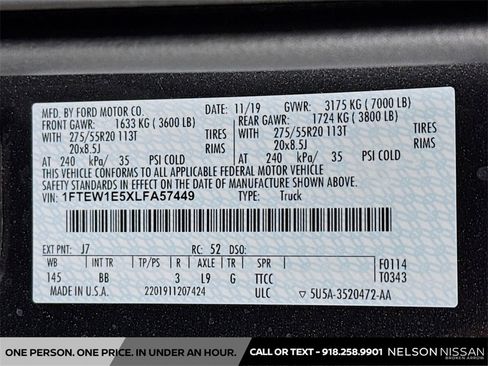 MFD. BY FORD MOTOR CO.
DATE: 11/19 GVWR: 3175 KG ( 7000 LB)
FRONT GAWR: 1633 KG ( 3600 LB) REAR GAWR: 1724 KG ( 3800 LB)
WITH 275/55R20 113T TIRES WITH 275/55R20 113T TIRES
20x8.5J RIMS 20x8.5J RIMS
AT 240 kPa/ 35 PSI COLD AT 240 kPa/ 35 PSI COLD
THIS VEHICLE CONFORMS TO ALL APPLICABLE FEDERAL MOTOR VEHICLE
SAFETY STANDARDS IN EFFECT ON THE DATE OF MANUFACTURE SHOWN ABOVE.
VIN: 1FTEW1E5XLFA57449 TYPE: Truck
EXT PNT: J7 RC: 52 DSO:
WB INT TR TP/PS R AXLE TR SPR
F0114
145 BB 3 L9 G TTCC
T0343
MADE IN U.S.A. 2201911207424 ULC ▽ 5U5A-3520472-AA
ONE PERSON. ONE PRICE. IN UNDER AN HOUR. CALL OR TEXT - 918.258.9901 NELSON NISSAN
BROKEN ARROW